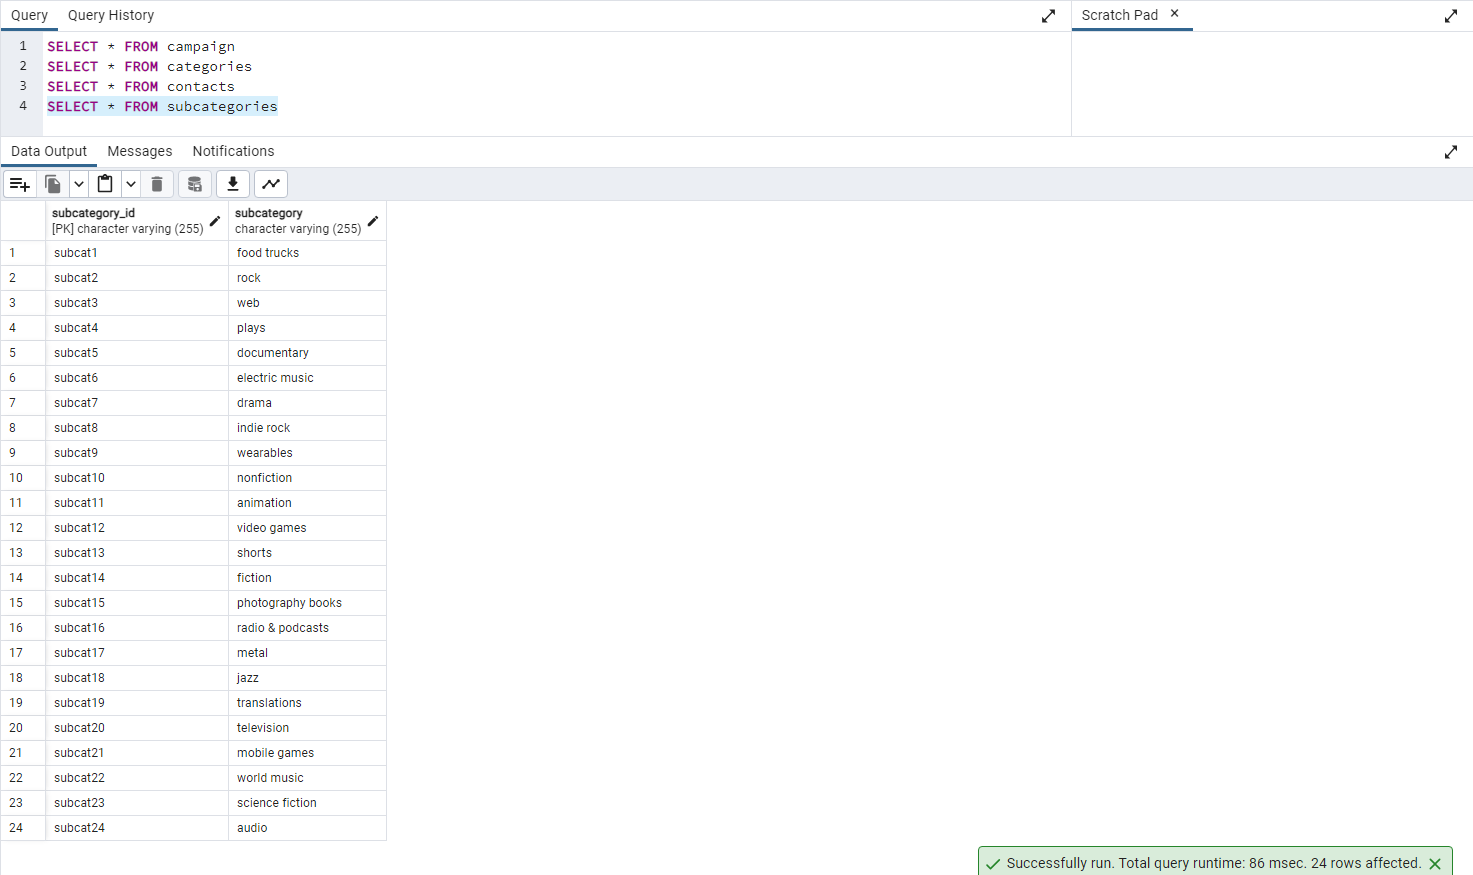 Query Query History Scratch Pad ×
1 SELECT * FROM campaign
2 SELECT * FROM categories
3 SELECT * FROM contacts
4 SELECT * FROM subcategories
Data Output Messages Notifications
subcategory_id subcategory
[PK] character varying (255) character varying (255)
1 subcat1 food trucks
2 subcat2 rock
3 subcat3 web
4 subcat4 plays
5 subcat5 documentary
6 subcat6 electric music
7 subcat7 drama
8 subcat8 indie rock
9 subcat9 wearables
10 subcat10 nonfiction
11 subcat11 animation
12 subcat12 video games
13 subcat13 shorts
14 subcat14 fiction
15 subcat15 photography books
16 subcat16 radio & podcasts
17 subcat17 metal
18 subcat18 jazz
19 subcat19 translations
20 subcat20 television
21 subcat21 mobile games
22 subcat22 world music
23 subcat23 science fiction
24 subcat24 audio
Successfully run. Total query runtime: 86 msec. 24 rows affected.